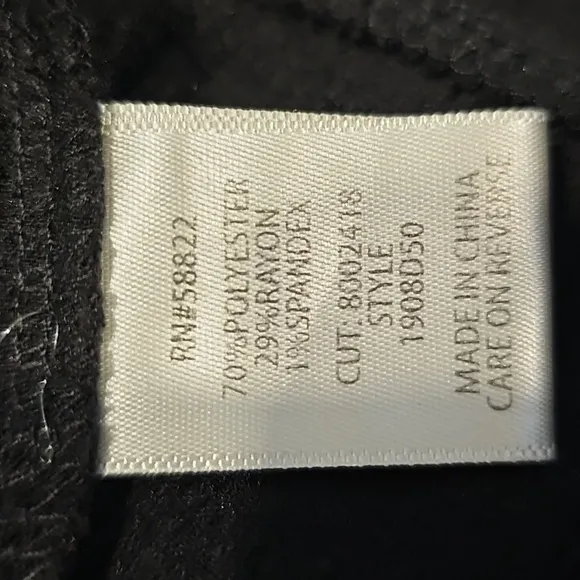 RN#58822
70%POLYESTER
29%RAYON
1%SPANDEX
CUT. 8002418
STYLE
1908D50
MADE IN CHINA
CARE ON REVERSE